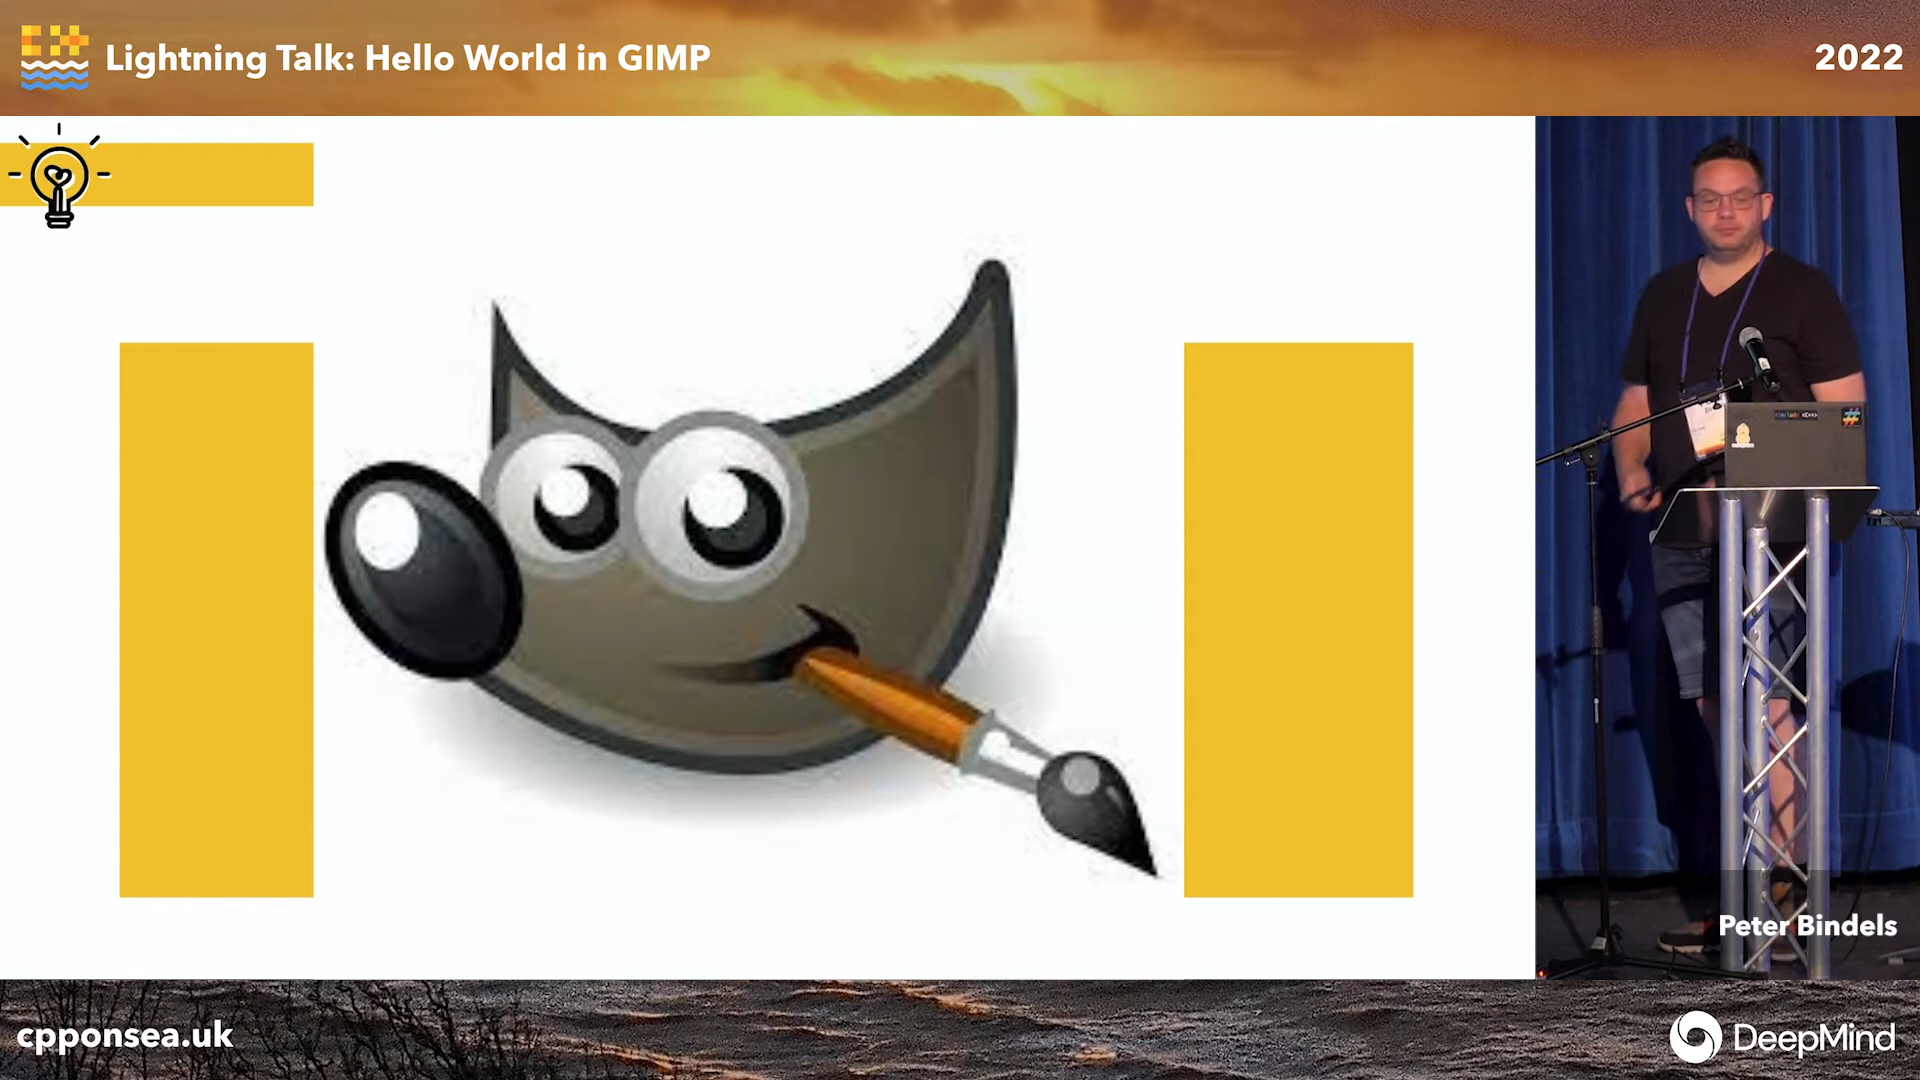 Lightning Talk: Hello World in GIMP
2022
Peter Bindels
cpponsea.uk
DeepMind